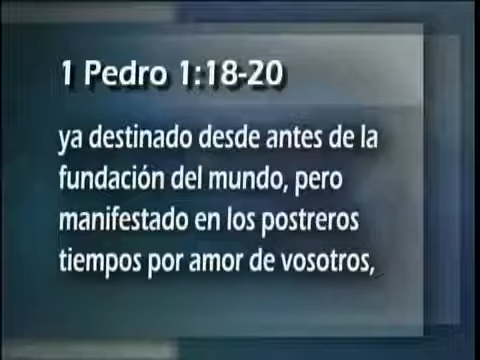 1 Pedro 1:18-20
ya destinado desde antes de la
fundación del mundo, pero
manifestado en los postreros
tiempos por amor de vosotros,